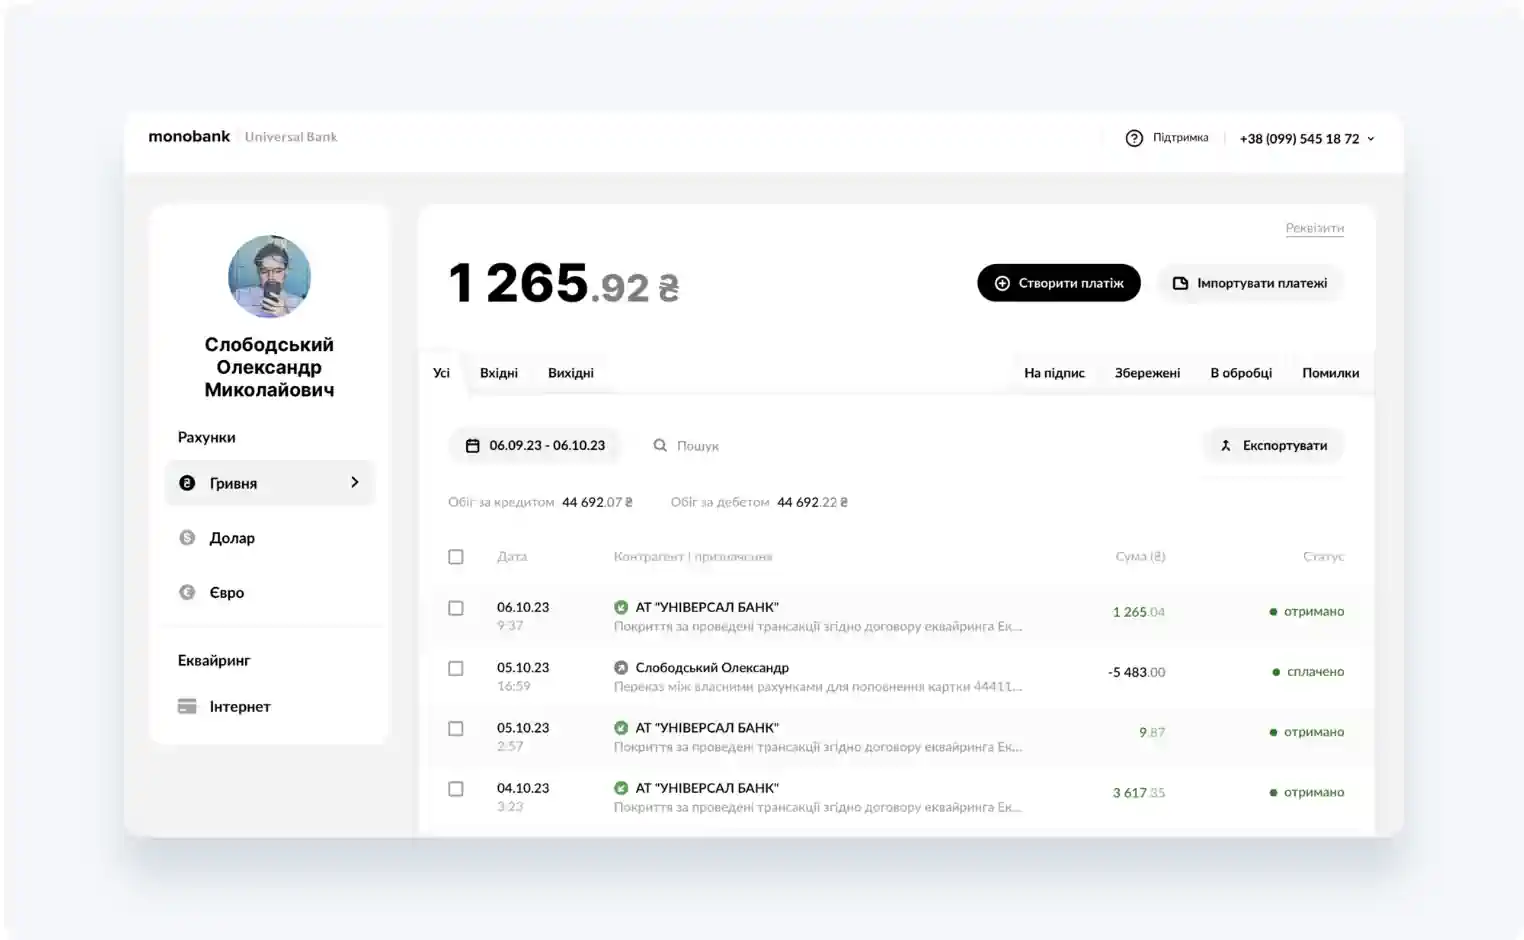 monobank | Universal Bank
Підтримка
+38 (099) 545 18 72
Слободський
Олександр
Миколайович
Рахунки
Гривня
Долар
Євро
Еквайринг
Інтернет
Реквізити
1 265.92 ₴
Створити платіж
Імпортувати платежі
Усі Вхідні Вихідні
На підпис Збережені В обробці Помилки
06.09.23 - 06.10.23
Пошук
Експортувати
Обіг за кредитом 44 692.07 ₴ Обіг за дебетом 44 692.22 ₴
Дата Контрагент і призначення Сума (₴) Статус
06.10.23 АТ "УНІВЕРСАЛ БАНК" 1 265.04 отримано
9:37 Покриття за проведені трансакції згідно договору еквайринга Ек...
05.10.23 Слободський Олександр -5 483.00 сплачено
16:59 Переказ між власними рахунками для поповнення картки 44411...
05.10.23 АТ "УНІВЕРСАЛ БАНК" 9.87 отримано
2:57 Покриття за проведені трансакції згідно договору еквайринга Ек...
04.10.23 АТ "УНІВЕРСАЛ БАНК" 3 617.35 отримано
3:23 Покриття за проведені трансакції згідно договору еквайринга Ек...